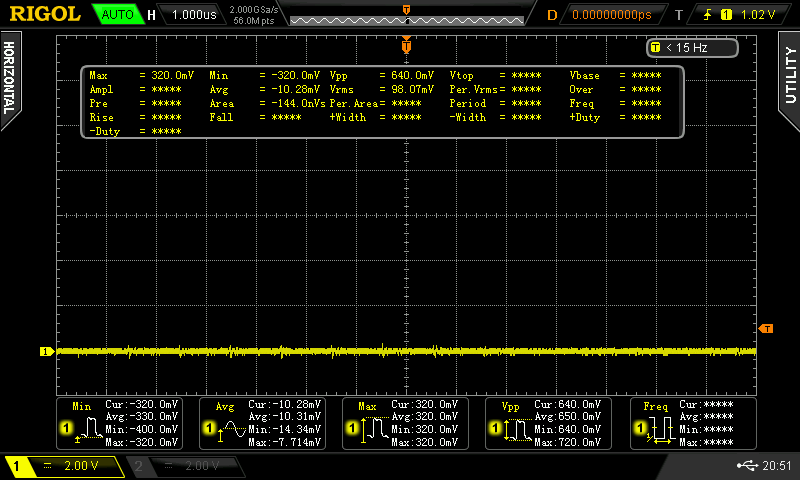 RIGOL AUTO H 1.000us 2.000GSa/s 56.0M pts T D 0.00000000ps T 1 1.02 V
HORIZONTAL
UTILITY
T
T < 15 Hz
Max = 320.0mV Min = -320.0mV Vpp = 640.0mV Vtop = ***** Vbase = *****
Ampl = ***** Avg = -10.28mV Vrms = 98.07mV Per.Vrms= ***** Over = *****
Pre = ***** Area = -144.0nVs Per.Area= ***** Period = ***** Freq = *****
Rise = ***** Fall = ***** +Width = ***** -Width = ***** +Duty = *****
-Duty = *****
T
1
Min Cur:-320.0mV Avg Cur:-10.28mV Max Cur:320.0mV Vpp Cur:640.0mV Freq Cur:*****
Avg:-330.0mV Avg:-10.31mV Avg:320.0mV Avg:650.0mV Avg:*****
1 Min:-400.0mV 1 Min:-14.34mV 1 Min:320.0mV 1 Min:640.0mV 1 Min:*****
Max:-320.0mV Max:-7.714mV Max:320.0mV Max:720.0mV Max:*****
1 2.00 V 2 2.00 V 20:51